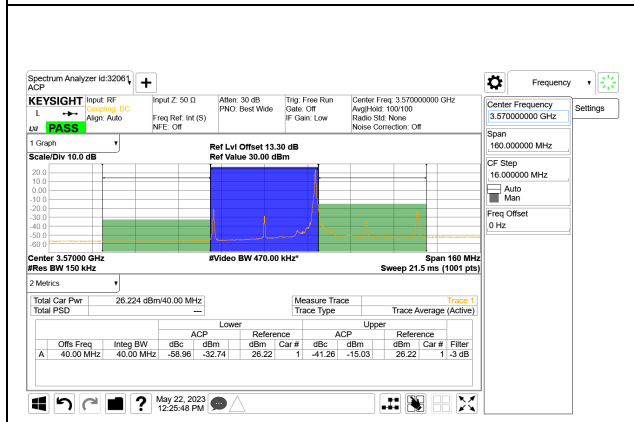 Spectrum Analyzer id:32061
ACP
Frequency
KEYSIGHT
Input: RF
Coupling: DC
Align: Auto
Input Z: 50 Ω
Freq Ref: Int (S)
NFE: Off
Atten: 30 dB
PNO: Best Wide
Trig: Free Run
Gate: Off
IF Gain: Low
Center Freq: 3.570000000 GHz
Avg|Hold: 100/100
Radio Std: None
Noise Correction: Off
L
PASS
Center Frequency
3.570000000 GHz
Settings
Span
160.000000 MHz
CF Step
16.000000 MHz
Auto
Man
Freq Offset
0 Hz
1 Graph
Scale/Div 10.0 dB
Ref Lvl Offset 13.30 dB
Ref Value 30.00 dBm
20.0
10.0
0.00
-10.0
-20.0
-30.0
-40.0
-50.0
-60.0
Center 3.57000 GHz
#Res BW 150 kHz
#Video BW 470.00 kHz*
Span 160 MHz
Sweep 21.5 ms (1001 pts)
2 Metrics
Total Car Pwr 26.224 dBm/40.00 MHz
Total PSD ---
Measure Trace Trace 1
Trace Type Trace Average (Active)
Lower Upper
ACP Reference ACP Reference
Offs Freq Integ BW dBc dBm dBm Car # dBc dBm dBm Car # Filter
A 40.00 MHz 40.00 MHz -58.96 -32.74 26.22 1 -41.26 -15.03 26.22 1 -3 dB
May 22, 2023
12:25:48 PM